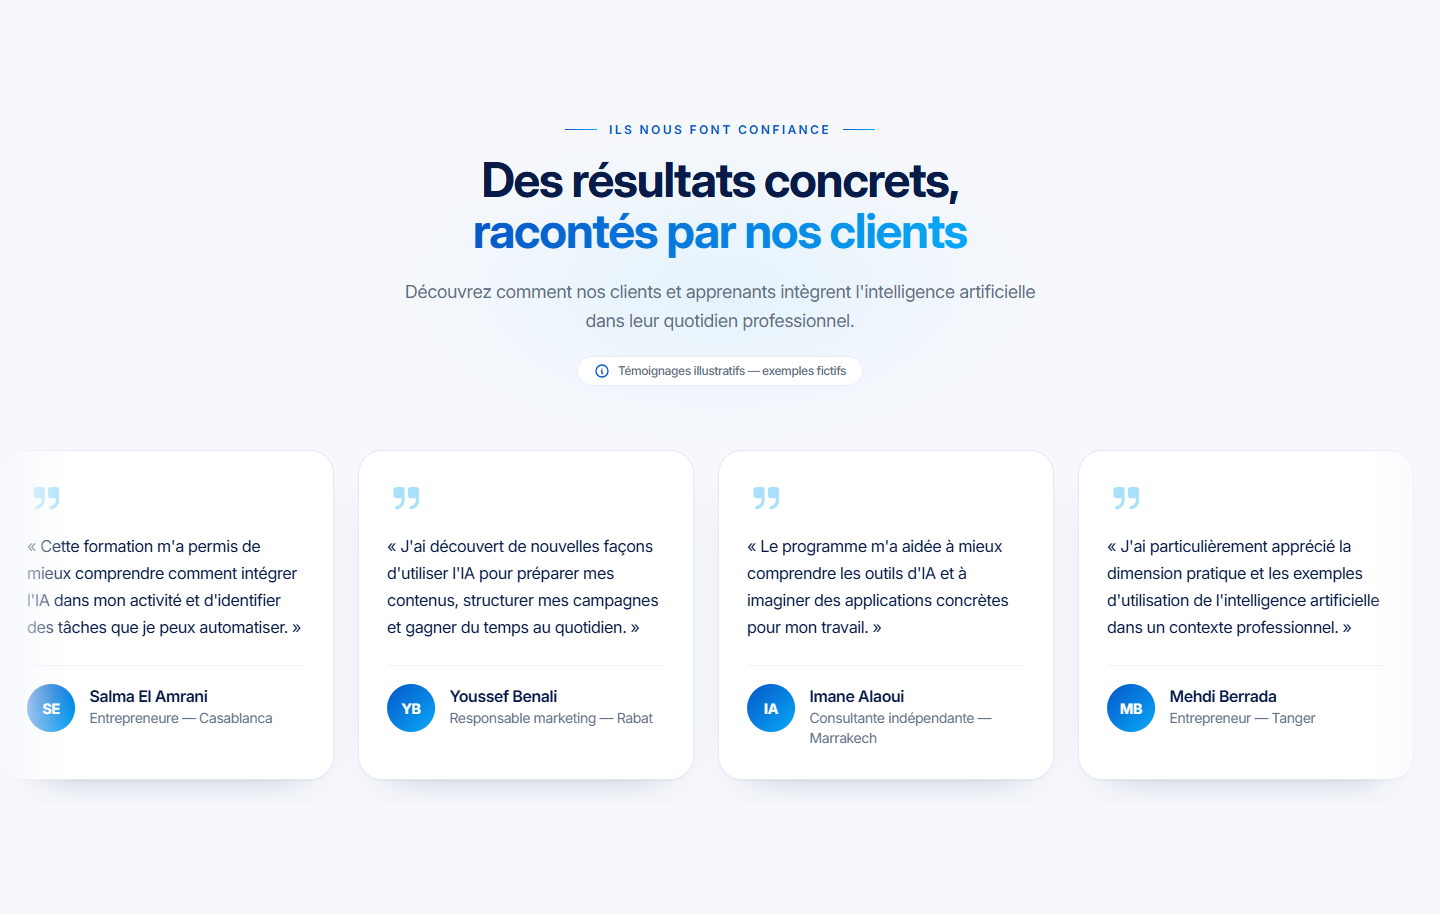 ILS NOUS FONT CONFIANCE
Des résultats concrets,
racontés par nos clients
Découvrez comment nos clients et apprenants intègrent l'intelligence artificielle
dans leur quotidien professionnel.
Témoignages illustratifs — exemples fictifs
« Cette formation m'a permis de
mieux comprendre comment intégrer
l'IA dans mon activité et d'identifier
des tâches que je peux automatiser. »
SE
Salma El Amrani
Entrepreneure — Casablanca
« J'ai découvert de nouvelles façons
d'utiliser l'IA pour préparer mes
contenus, structurer mes campagnes
et gagner du temps au quotidien. »
YB
Youssef Benali
Responsable marketing — Rabat
« Le programme m'a aidée à mieux
comprendre les outils d'IA et à
imaginer des applications concrètes
pour mon travail. »
IA
Imane Alaoui
Consultante indépendante —
Marrakech
« J'ai particulièrement apprécié la
dimension pratique et les exemples
d'utilisation de l'intelligence artificielle
dans un contexte professionnel. »
MB
Mehdi Berrada
Entrepreneur — Tanger